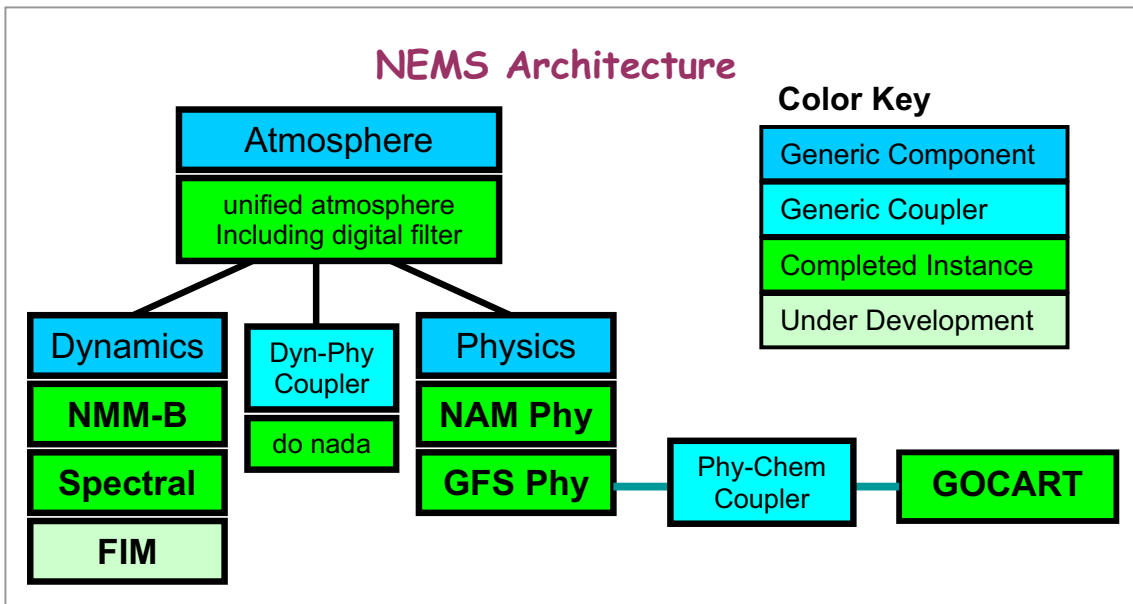 NEMS Architecture
Color Key
Generic Component
Generic Coupler
Completed Instance
Under Development
Atmosphere
unified atmosphere
Including digital filter
Dynamics
NMM-B
Spectral
FIM
Dyn-Phy
Coupler
do nada
Physics
NAM Phy
GFS Phy
Phy-Chem
Coupler
GOCART